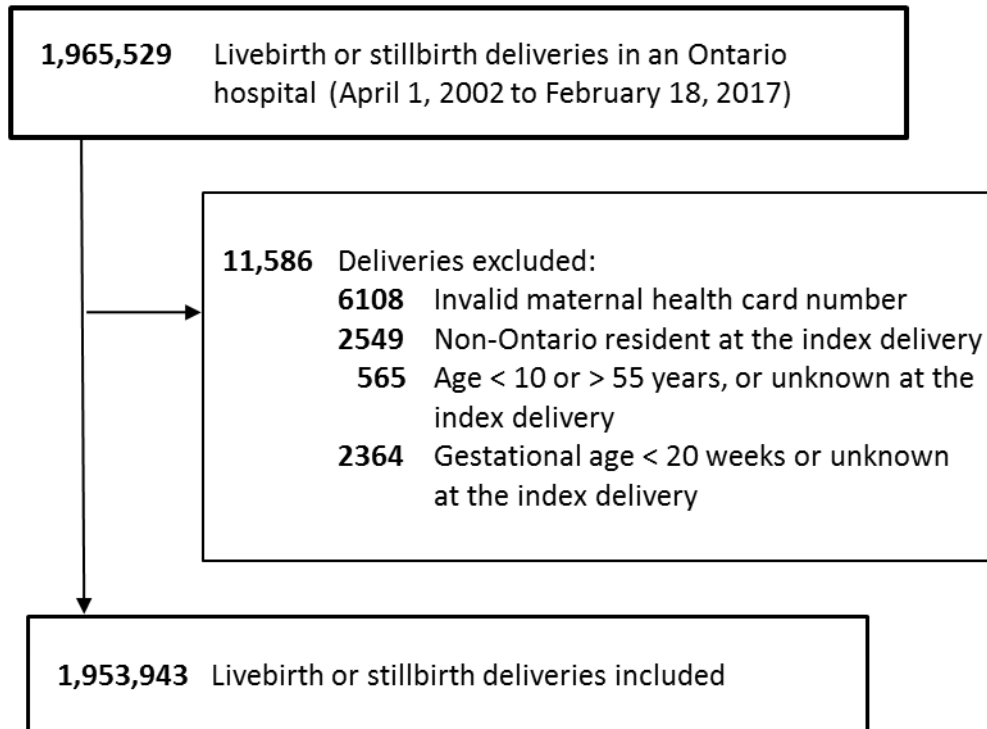 1,965,529 Livebirth or stillbirth deliveries in an Ontario
hospital (April 1, 2002 to February 18, 2017)
11,586 Deliveries excluded:
6108 Invalid maternal health card number
2549 Non-Ontario resident at the index delivery
565 Age < 10 or > 55 years, or unknown at the
index delivery
2364 Gestational age < 20 weeks or unknown
at the index delivery
1,953,943 Livebirth or stillbirth deliveries included